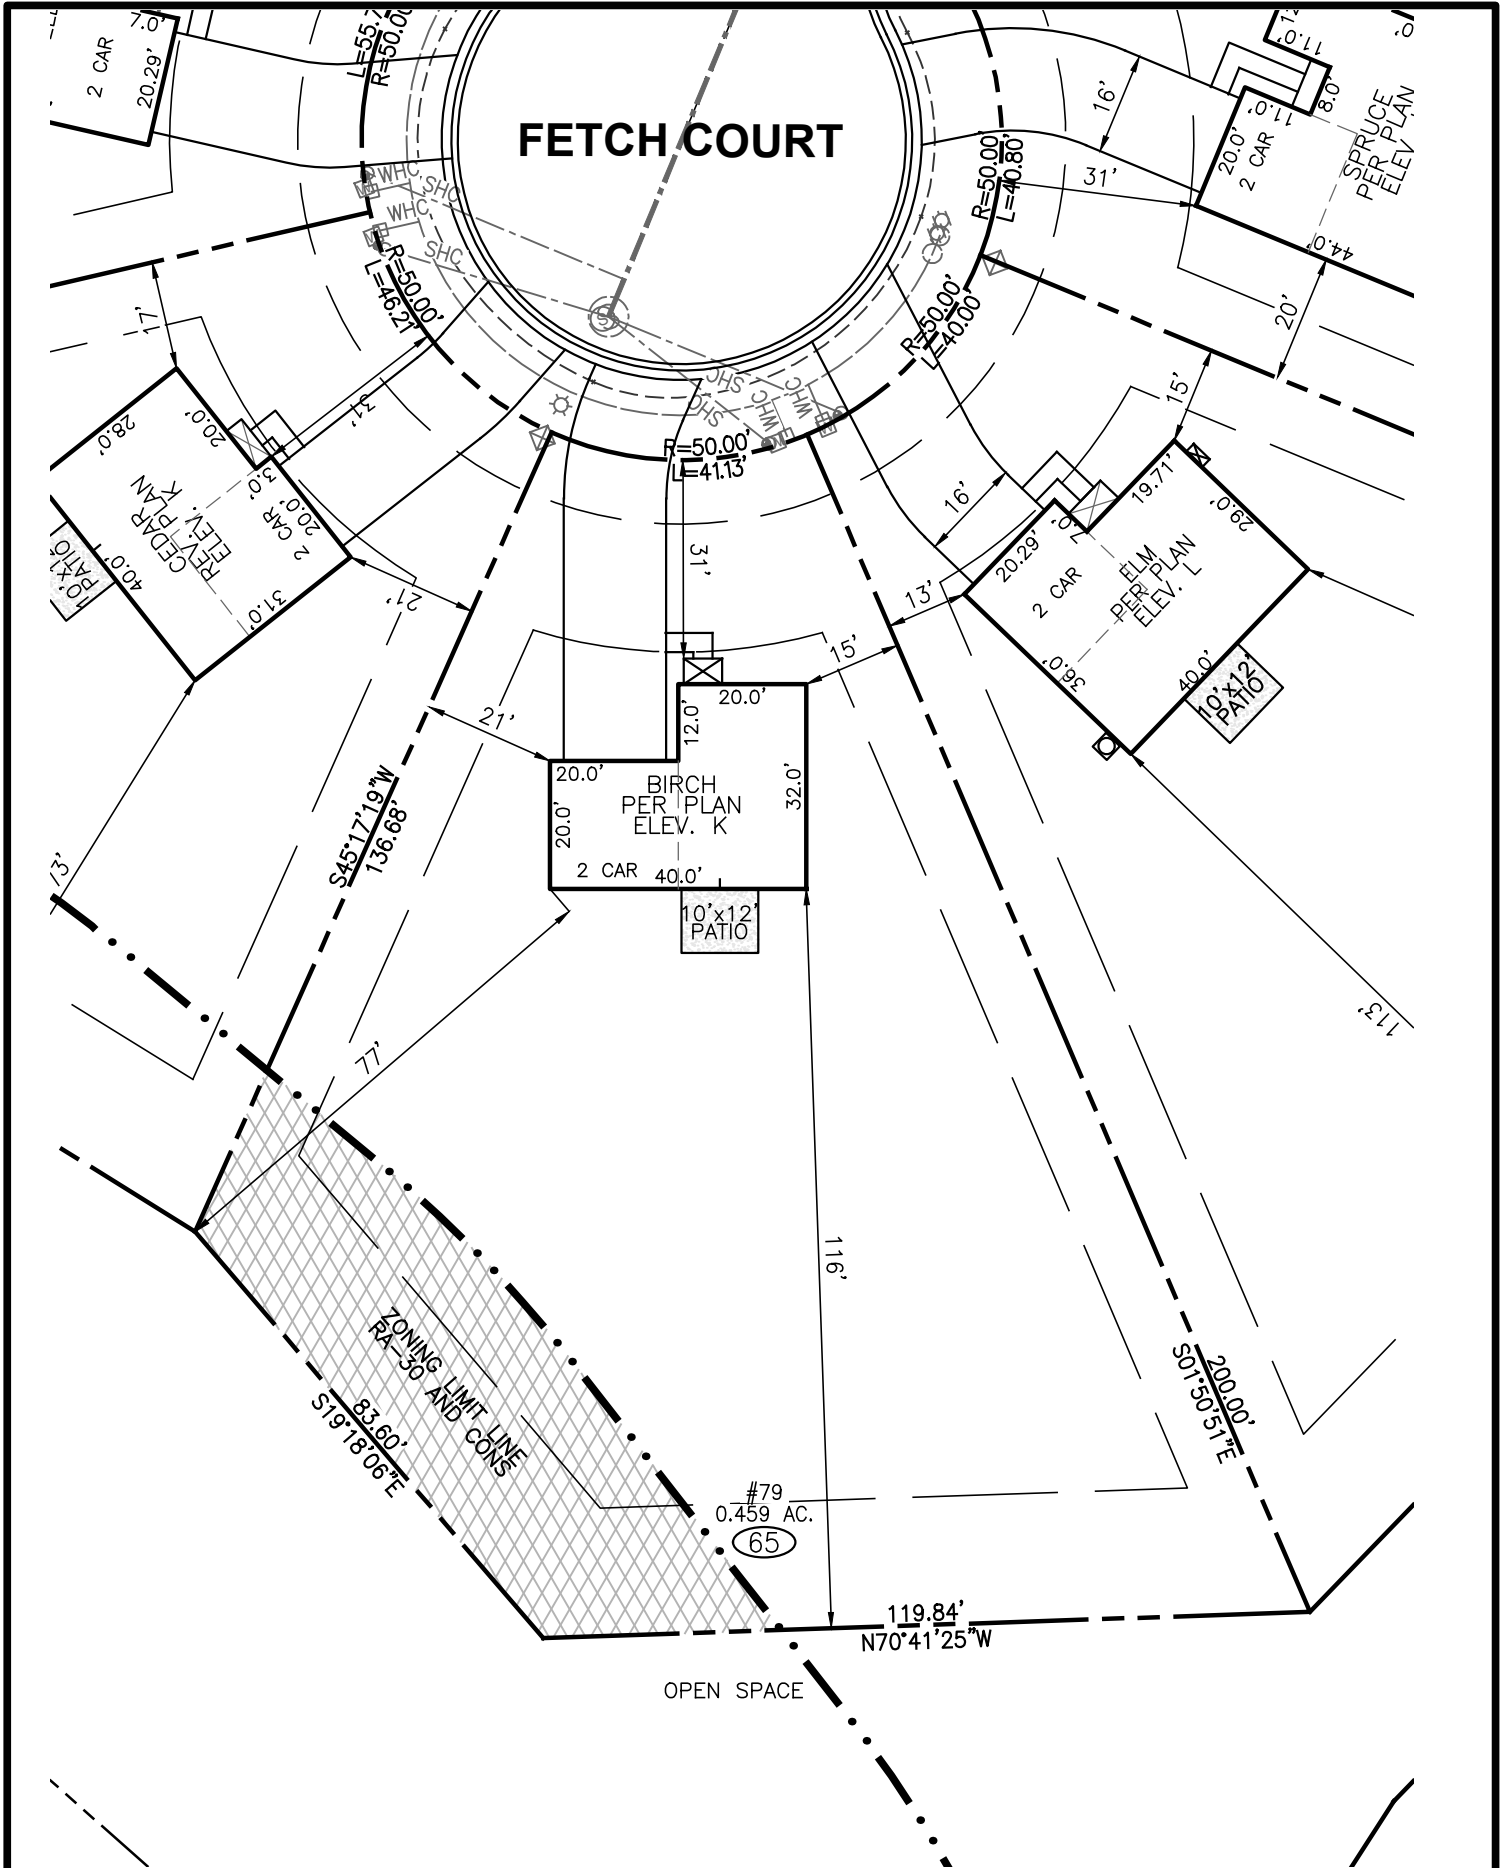 7.0'
2 CAR
20.29'
R=50.00'
FETCH COURT
16'
31'
R=50.00'
L=40.80'
11.0'
8.0'
11.0'
20.0'
2 CAR
44.0'
SPRUCE
PER PLAN
ELEV
WHC
SHC
WHC
SHC
R=50.00'
L=46.21'
17'
31'
R=50.00'
L=40.00'
20'
15'
SHC
SHC
WHC
WHC
R=50.00'
L=41.13'
31'
28.0'
20.0'
3.0'
20.0'
2 CAR
CEDAR
PER PLAN
REV. K
ELEV.
40.0'
31.0'
PATIO
21'
16'
13'
15'
19.71'
29.0'
7.0'
20.29'
2 CAR
ELM
PER PLAN
ELEV. L
36.0'
40.0'
10'x12'
PATIO
21'
20.0'
12.0'
20.0'
32.0'
20.0'
BIRCH
PER PLAN
ELEV. K
2 CAR
40.0'
10'x12'
PATIO
S45°17'19"W
136.68'
73'
77'
113'
116'
ZONING LIMIT LINE
RA-30 AND CONS
83.60'
S19°18'06"E
200.00'
S01°50'51"E
#79
0.459 AC.
65
119.84'
N70°41'25"W
OPEN SPACE